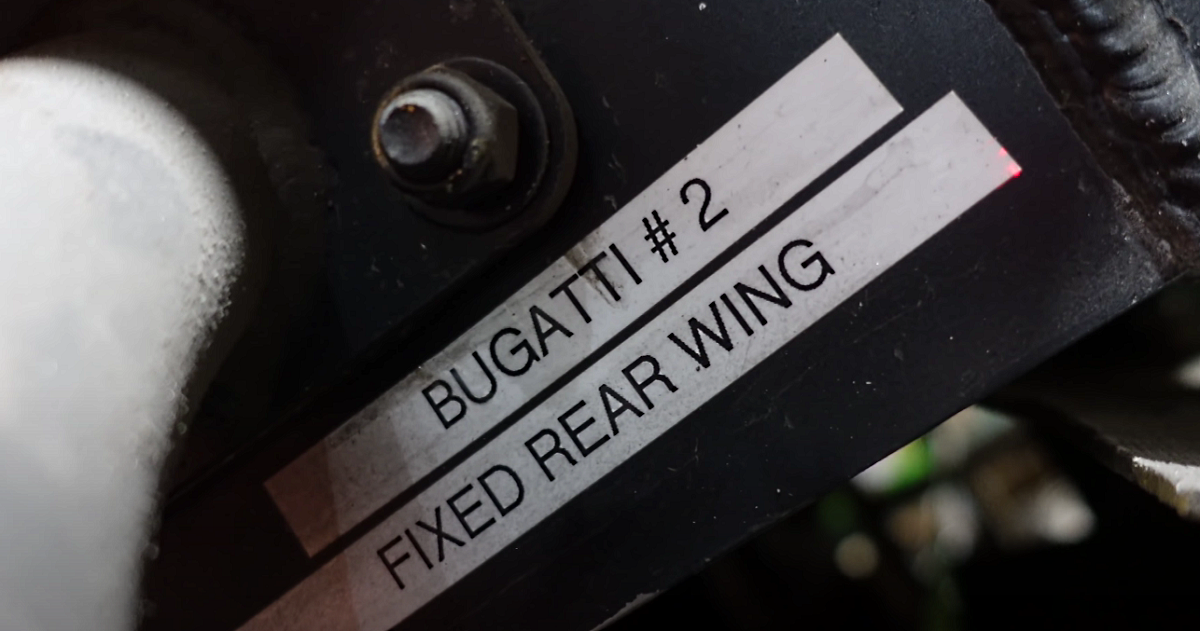 BUGATTI # 2
FIXED REAR WING